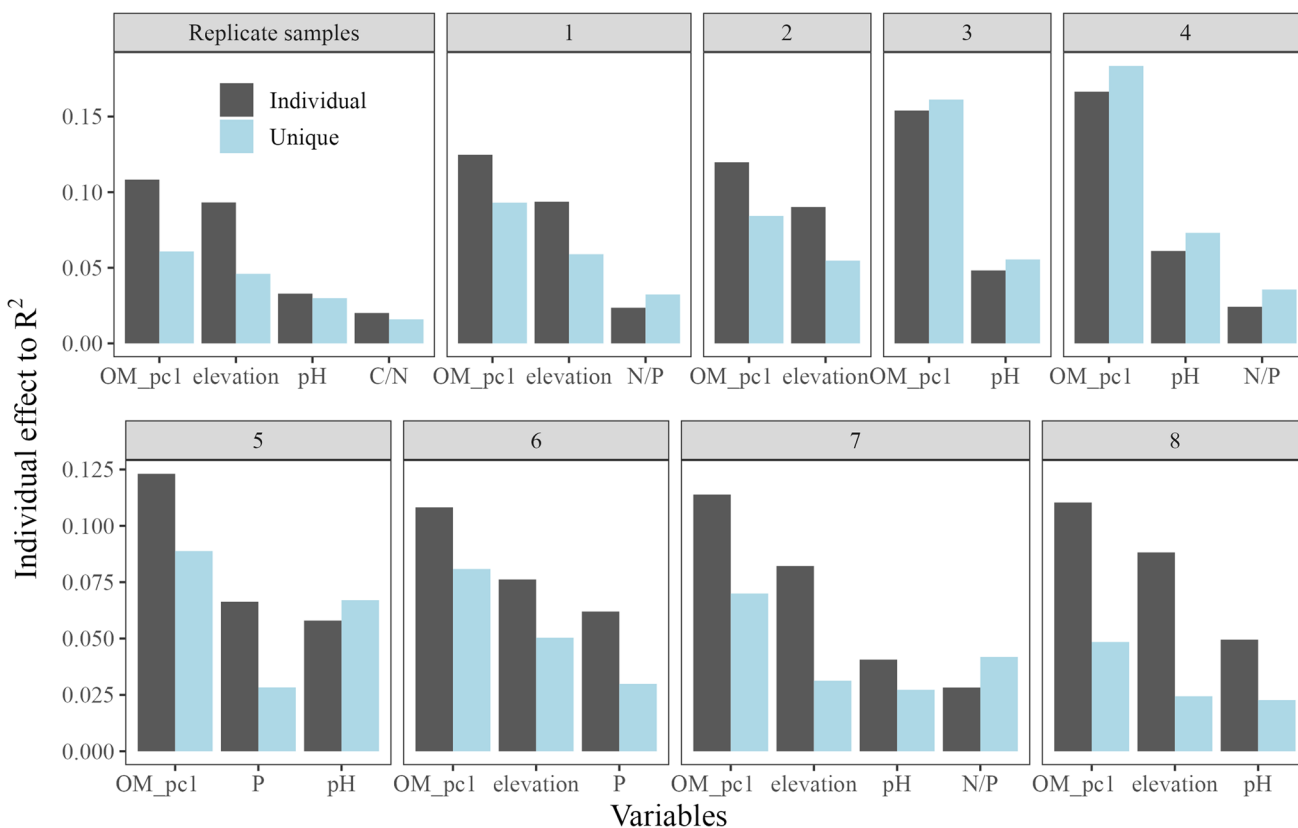 Replicate samples 1 2 3 4
Individual
Unique
0.15
0.10
0.05
0.00
OM_pc1 elevation pH C/N OM_pc1 elevation N/P OM_pc1 elevation OM_pc1 pH OM_pc1 pH N/P
Individual effect to R²
5 6 7 8
0.125
0.100
0.075
0.050
0.025
0.000
OM_pc1 P pH OM_pc1 elevation P OM_pc1 elevation pH N/P OM_pc1 elevation pH
Variables